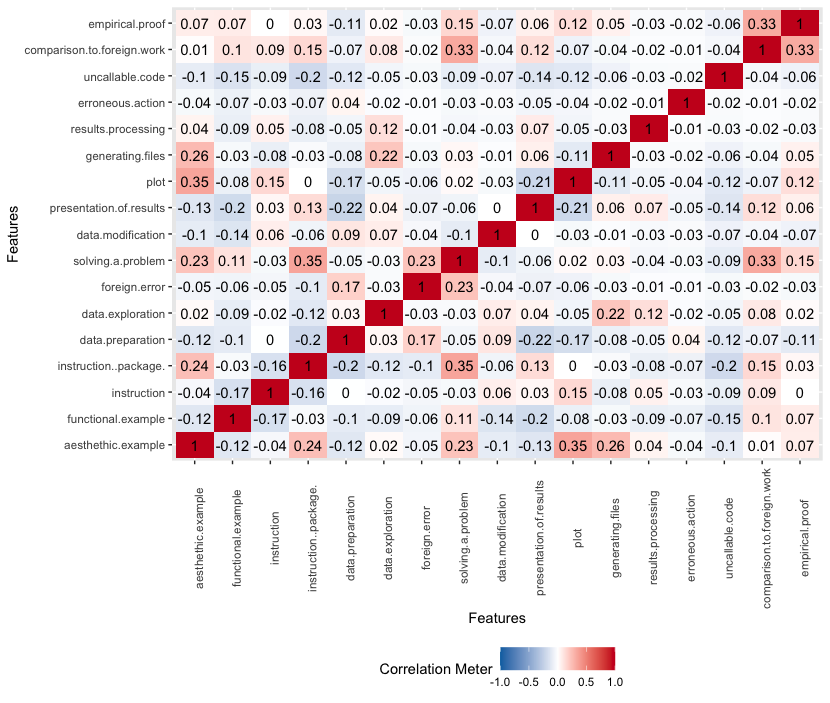 empirical.proof 0.07 0.07 0 0.03 -0.11 0.02 -0.03 0.15 -0.07 0.06 0.12 0.05 -0.03 -0.02 -0.06 0.33 1
comparison.to.foreign.work 0.01 0.1 0.09 0.15 -0.07 0.08 -0.02 0.33 -0.04 0.12 -0.07 -0.04 -0.02 -0.01 -0.04 1 0.33
uncallable.code -0.1 -0.15 -0.09 -0.2 -0.12 -0.05 -0.03 -0.09 -0.07 -0.14 -0.12 -0.06 -0.03 -0.02 1 -0.04 -0.06
erroneous.action -0.04 -0.07 -0.03 -0.07 0.04 -0.02 -0.01 -0.03 -0.03 -0.05 -0.04 -0.02 -0.01 1 -0.02 -0.01 -0.02
results.processing 0.04 -0.09 0.05 -0.08 -0.05 0.12 -0.01 -0.04 -0.03 0.07 -0.05 -0.03 1 -0.01 -0.03 -0.02 -0.03
generating.files 0.26 -0.03 -0.08 -0.03 -0.08 0.22 -0.03 0.03 -0.01 0.06 -0.11 1 -0.03 -0.02 -0.06 -0.04 0.05
plot 0.35 -0.08 0.15 0 -0.17 -0.05 -0.06 0.02 -0.03 -0.21 1 -0.11 -0.05 -0.04 -0.12 -0.07 0.12
presentation.of.results -0.13 -0.2 0.03 0.13 -0.22 0.04 -0.07 -0.06 0 1 -0.21 0.06 0.07 -0.05 -0.14 0.12 0.06
data.modification -0.1 -0.14 0.06 -0.06 0.09 0.07 -0.04 -0.1 1 0 -0.03 -0.01 -0.03 -0.03 -0.07 -0.04 -0.07
solving.a.problem 0.23 0.11 -0.03 0.35 -0.05 -0.03 0.23 1 -0.1 -0.06 0.02 0.03 -0.04 -0.03 -0.09 0.33 0.15
foreign.error -0.05 -0.06 -0.05 -0.1 0.17 -0.03 1 0.23 -0.04 -0.07 -0.06 -0.03 -0.01 -0.01 -0.03 -0.02 -0.03
data.exploration 0.02 -0.09 -0.02 -0.12 0.03 1 -0.03 -0.03 0.07 0.04 -0.05 0.22 0.12 -0.02 -0.05 0.08 0.02
data.preparation -0.12 -0.1 0 -0.2 1 0.03 0.17 -0.05 0.09 -0.22 -0.17 -0.08 -0.05 0.04 -0.12 -0.07 -0.11
instruction..package. 0.24 -0.03 -0.16 1 -0.2 -0.12 -0.1 0.35 -0.06 0.13 0 -0.03 -0.08 -0.07 -0.2 0.15 0.03
instruction -0.04 -0.17 1 -0.16 0 -0.02 -0.05 -0.03 0.06 0.03 0.15 -0.08 0.05 -0.03 -0.09 0.09 0
functional.example -0.12 1 -0.17 -0.03 -0.1 -0.09 -0.06 0.11 -0.14 -0.2 -0.08 -0.03 -0.09 -0.07 -0.15 0.1 0.07
aesthethic.example 1 -0.12 -0.04 0.24 -0.12 0.02 -0.05 0.23 -0.1 -0.13 0.35 0.26 0.04 -0.04 -0.1 0.01 0.07
Features
aesthethic.example
functional.example
instruction
instruction..package.
data.preparation
data.exploration
foreign.error
solving.a.problem
data.modification
presentation.of.results
plot
generating.files
results.processing
erroneous.action
uncallable.code
comparison.to.foreign.work
empirical.proof
Features
Correlation Meter
-1.0 -0.5 0.0 0.5 1.0